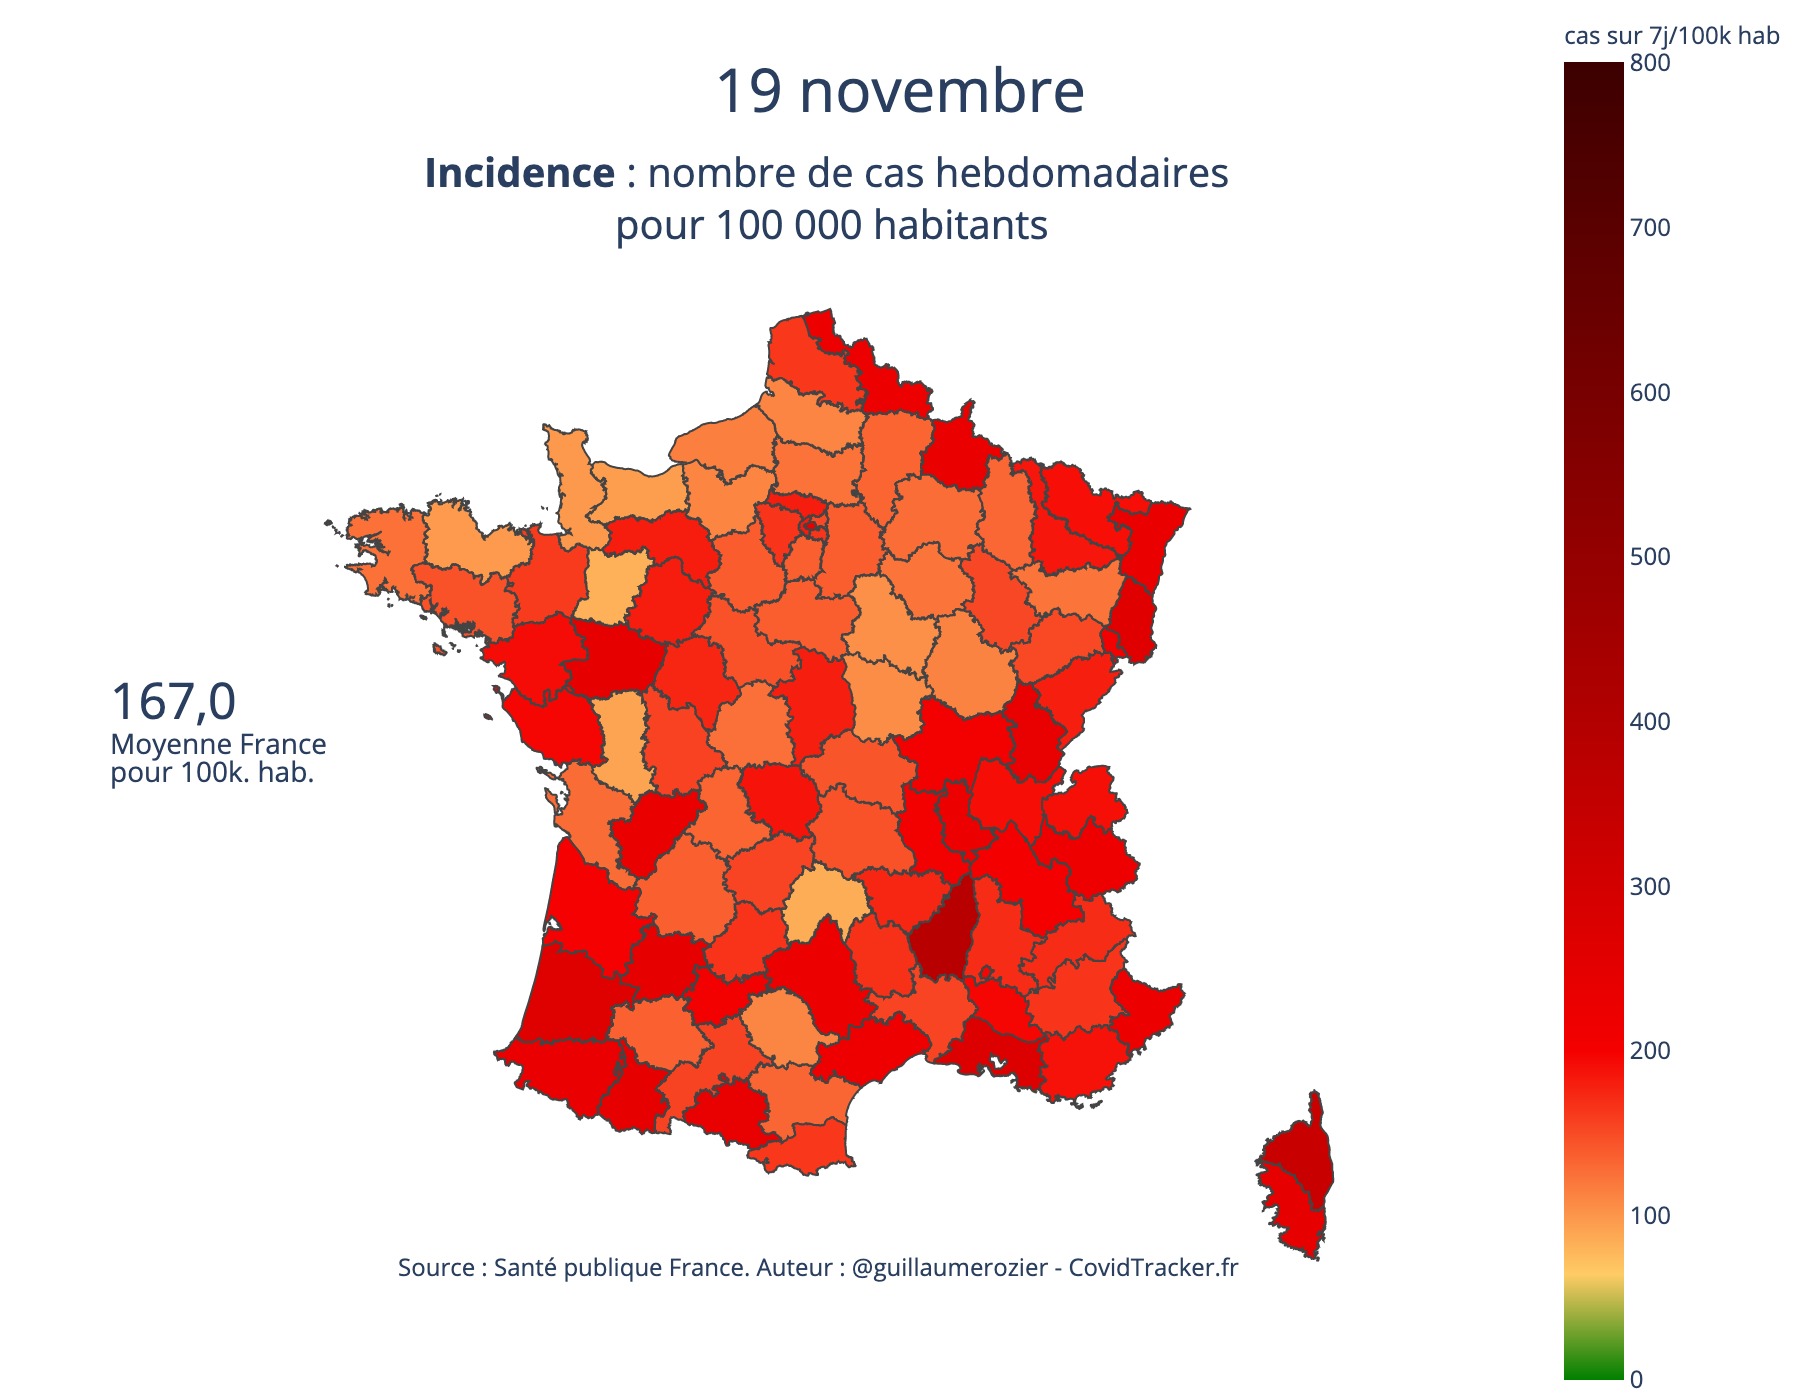 cas sur 7j/100k hab
19 novembre
Incidence : nombre de cas hebdomadaires
pour 100 000 habitants
800
700
600
500
400
300
200
100
0
167,0
Moyenne France
pour 100k. hab.
Source : Santé publique France. Auteur : @guillaumerozier - CovidTracker.fr